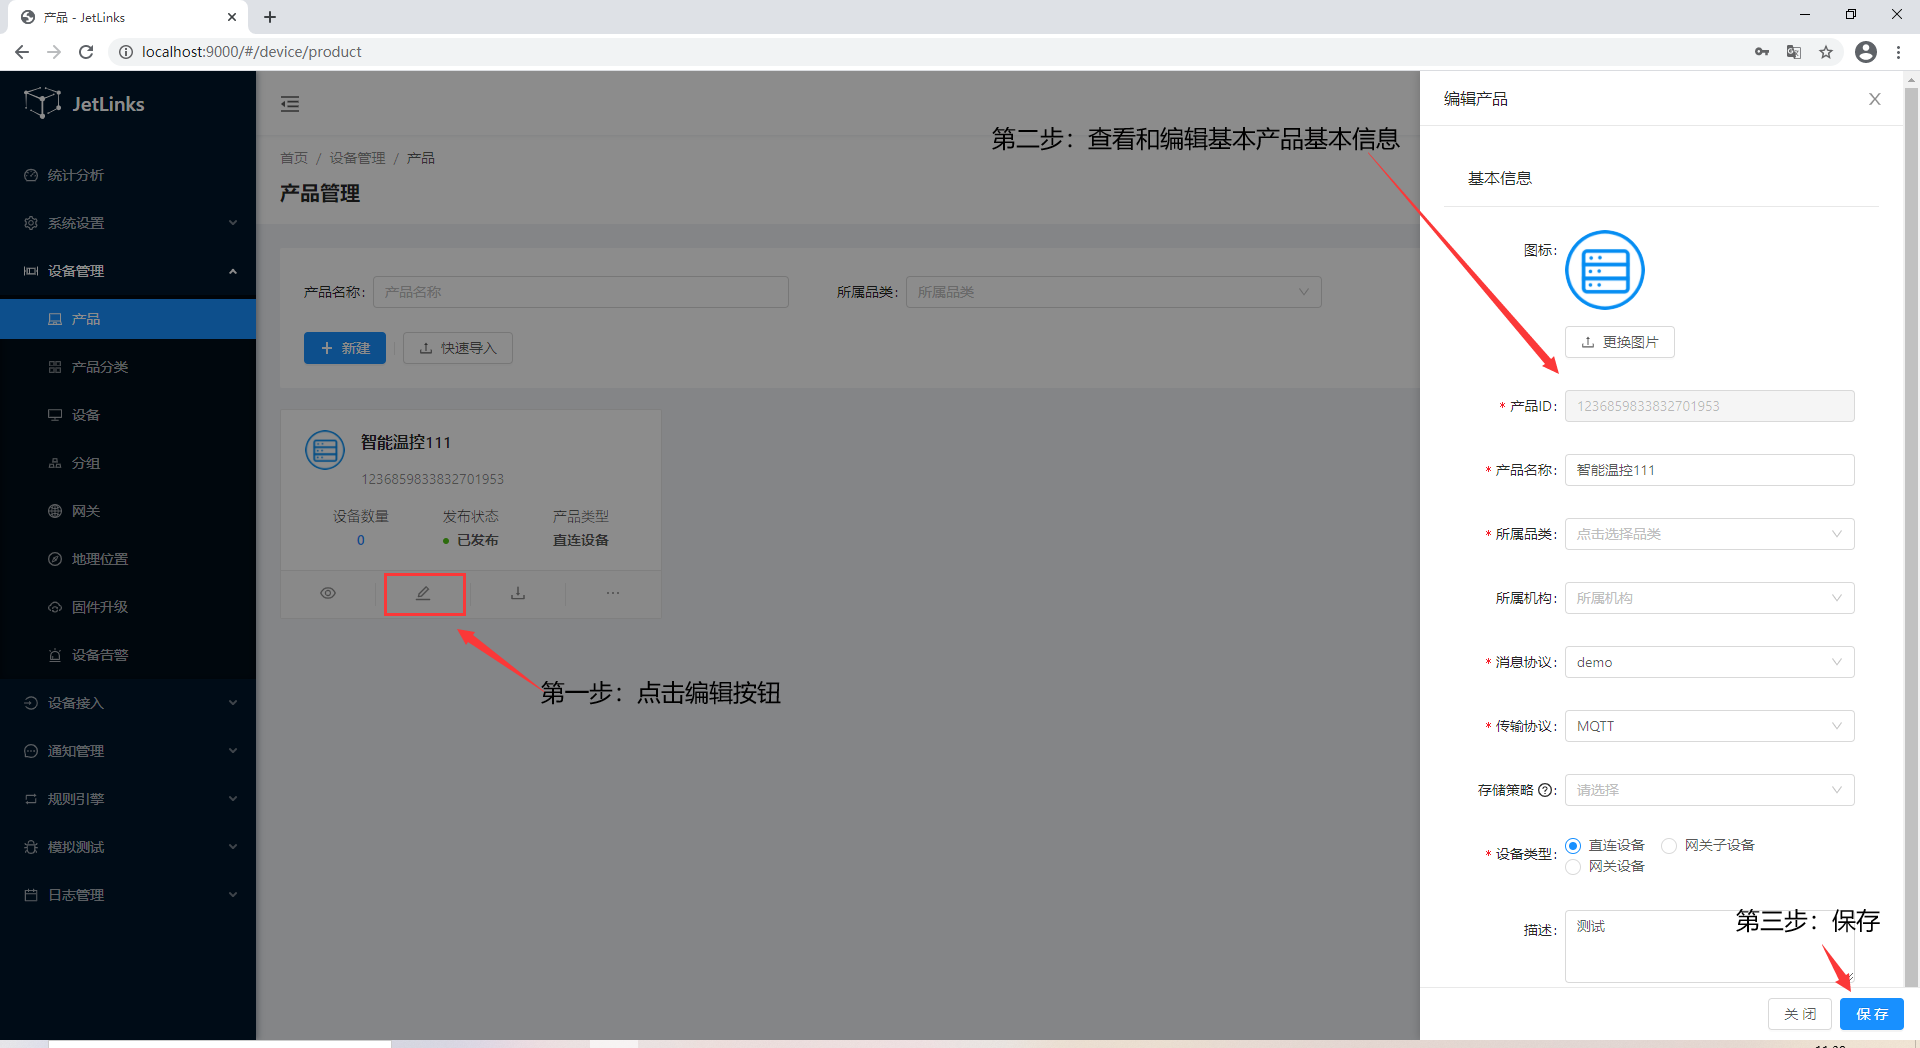 产品 - JetLinks
localhost:9000/#/device/product
JetLinks
统计分析
系统设置
设备管理
产品
产品分类
设备
分组
网关
地理位置
固件升级
设备告警
设备接入
通知管理
规则引擎
模拟测试
日志管理
首页 / 设备管理 / 产品
产品管理
产品名称: 产品名称
所属品类: 所属品类
新建
快速导入
智能温控111
1236859833832701953
设备数量 发布状态 产品类型
0 已发布 直连设备
第一步：点击编辑按钮
第二步：查看和编辑基本产品基本信息
编辑产品
基本信息
图标:
更换图片
* 产品ID: 1236859833832701953
* 产品名称: 智能温控111
* 所属品类: 点击选择品类
所属机构: 所属机构
* 消息协议: demo
* 传输协议: MQTT
存储策略 ?: 请选择
* 设备类型: 直连设备 网关子设备
网关设备
描述: 测试
第三步：保存
关 闭
保 存